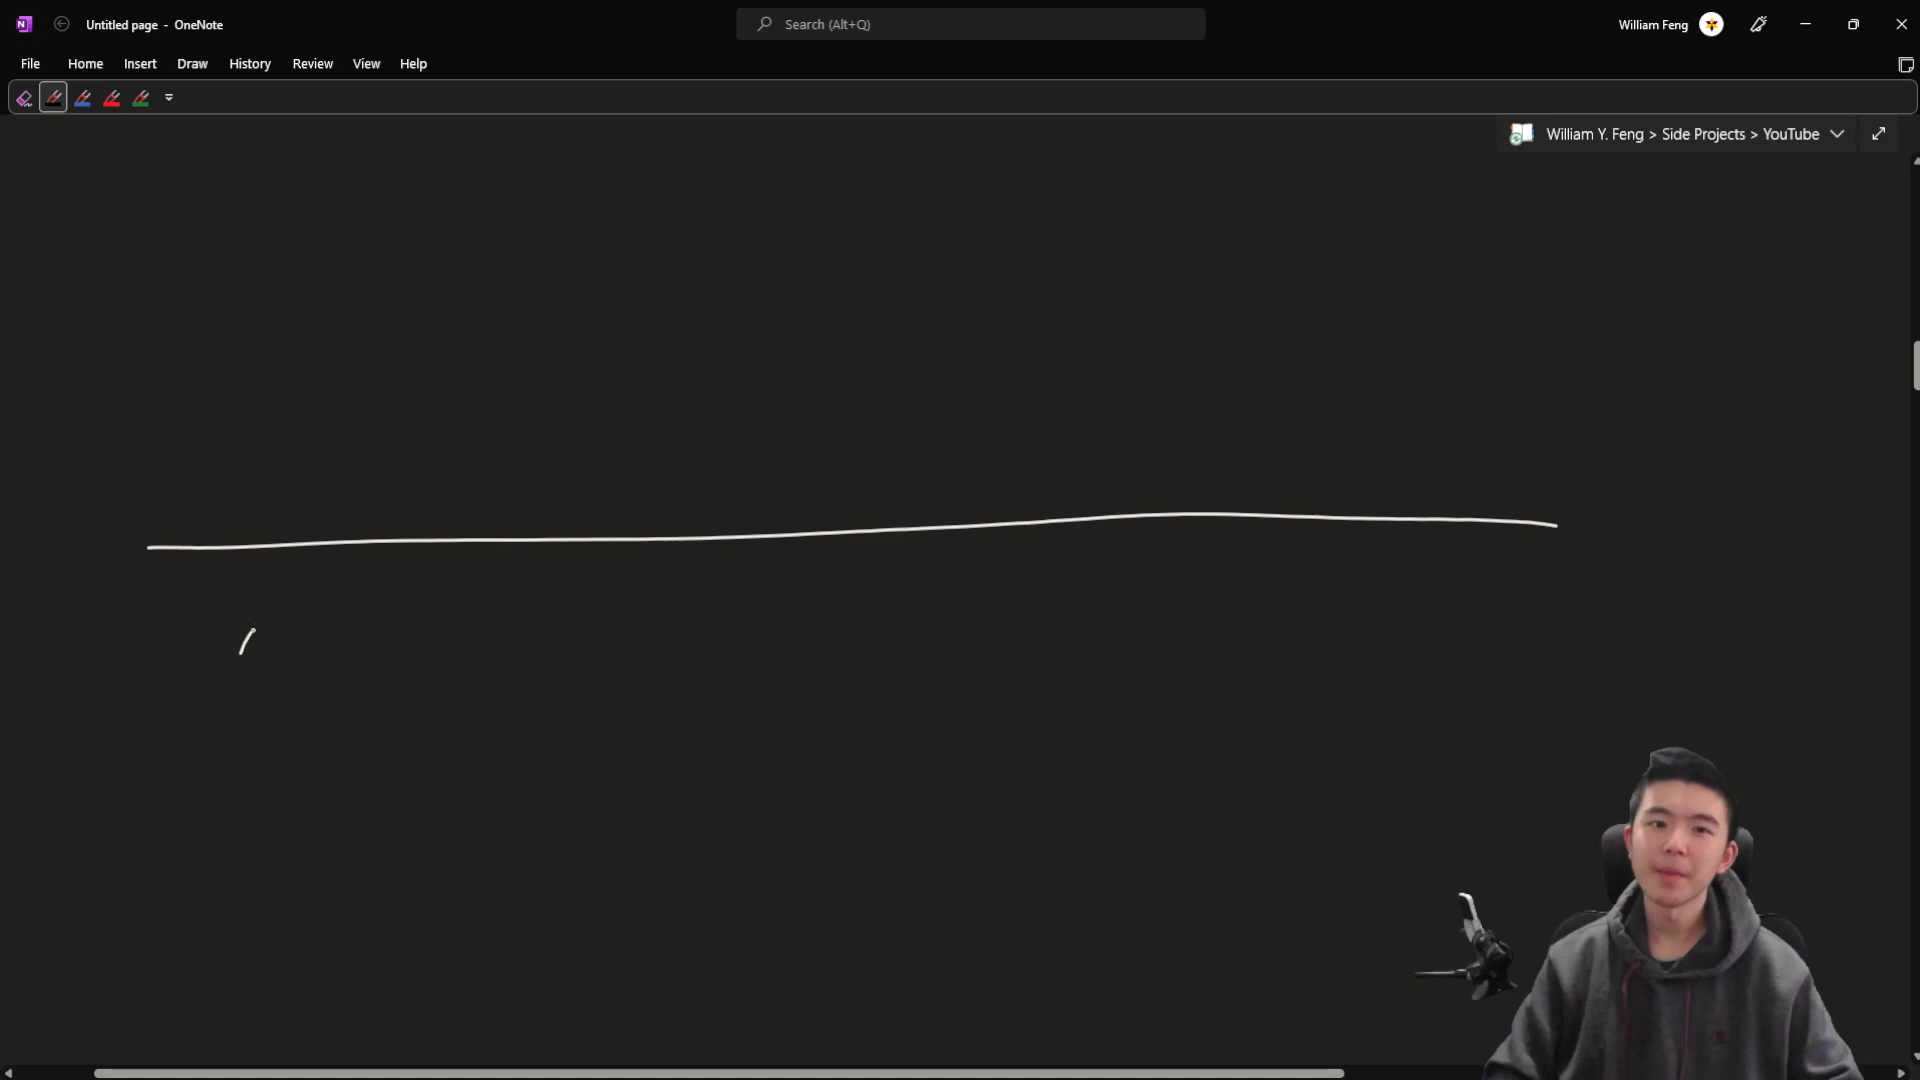 Untitled page - OneNote
Search (Alt+Q)
William Feng
File Home Insert Draw History Review View Help
William Y. Feng > Side Projects > YouTube